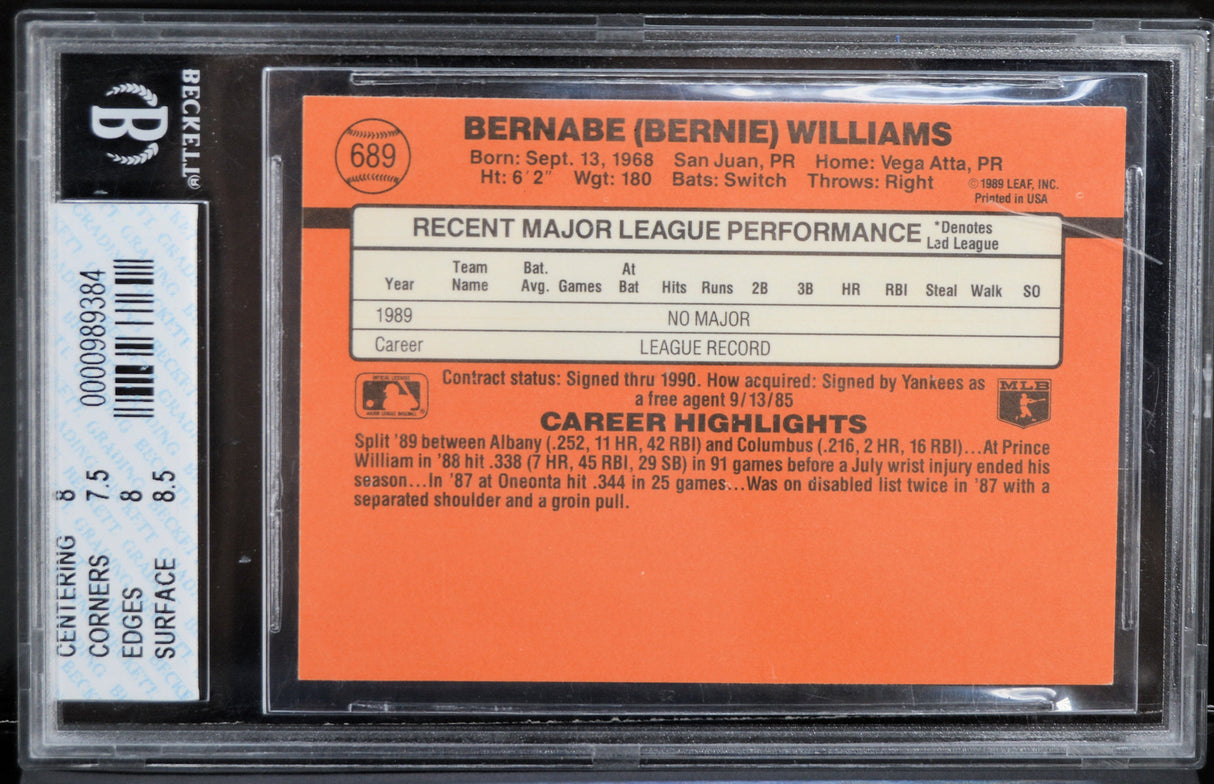 BECKETT®
B
0000989384
CENTERING 8
CORNERS 7.5
EDGES 8
SURFACE 8.5
689
BERNABE (BERNIE) WILLIAMS
Born: Sept. 13, 1968 San Juan, PR Home: Vega Atta, PR
Ht: 6'2" Wgt: 180 Bats: Switch Throws: Right
© 1989 LEAF, INC.
Printed in USA
RECENT MAJOR LEAGUE PERFORMANCE
*Denotes
Led League
Year Team Name Bat. Avg. Games At Bat Hits Runs 2B 3B HR RBI Steal Walk SO
1989 NO MAJOR
Career LEAGUE RECORD
Contract status: Signed thru 1990. How acquired: Signed by Yankees as
a free agent 9/13/85
MLB
CAREER HIGHLIGHTS
Split '89 between Albany (.252, 11 HR, 42 RBI) and Columbus (.216, 2 HR, 16 RBI)...At Prince
William in '88 hit .338 (7 HR, 45 RBI, 29 SB) in 91 games before a July wrist injury ended his
season...In '87 at Oneonta hit .344 in 25 games...Was on disabled list twice in '87 with a
separated shoulder and a groin pull.